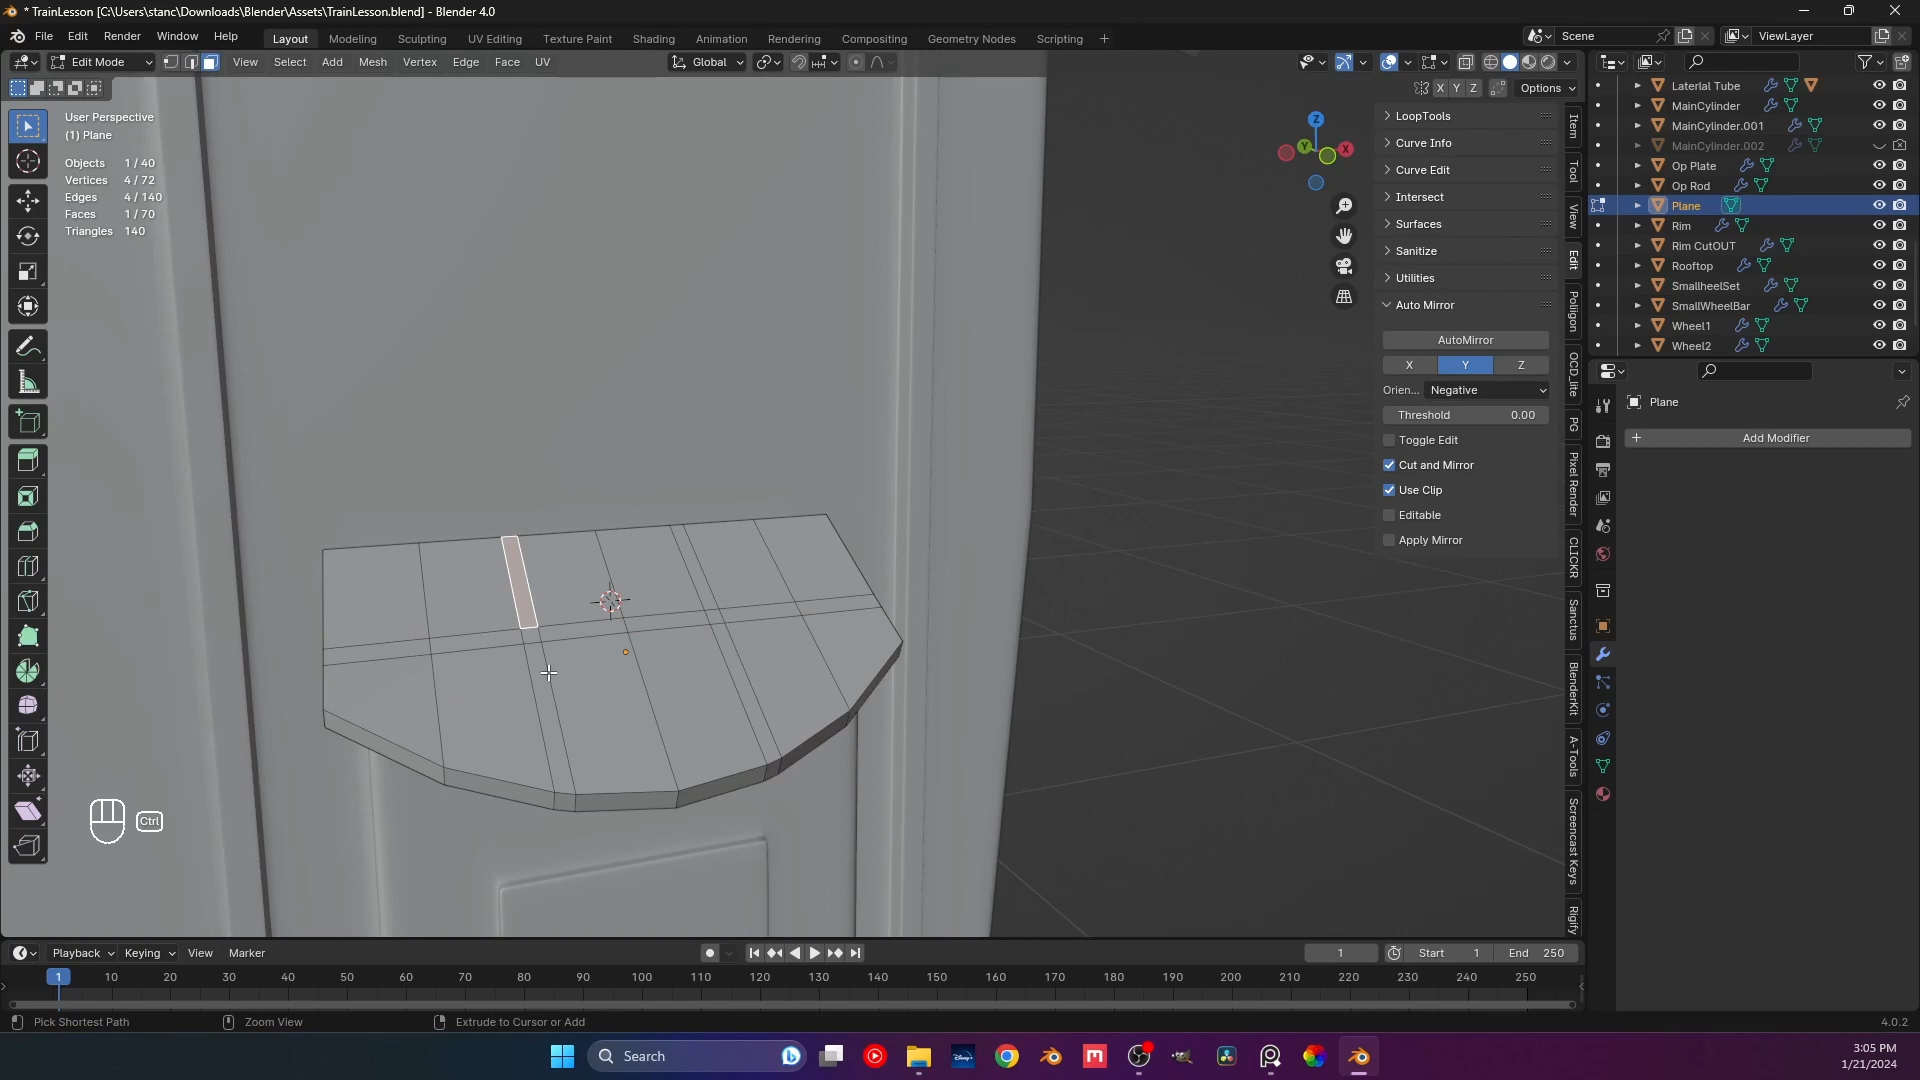 * TrainLesson [C:\Users\stanc\Downloads\Blender\Assets\TrainLesson.blend] - Blender 4.0
File Edit Render Window Help
Layout Modeling Sculpting UV Editing Texture Paint Shading Animation Rendering Compositing Geometry Nodes Scripting +
Scene
ViewLayer
Edit Mode
View Select Add Mesh Vertex Edge Face UV
Global
X Y Z
Options
User Perspective
(1) Plane
Objects 1/40
Vertices 4/72
Edges 4/140
Faces 1/70
Triangles 140
Z
Y
X
LoopTools
Curve Info
Curve Edit
Intersect
Surfaces
Sanitize
Utilities
Auto Mirror
AutoMirror
X Y Z
Orien... Negative
Threshold 0.00
Toggle Edit
Cut and Mirror
Use Clip
Editable
Apply Mirror
Item
Tool
View
Edit
Poliigon
OCD_lite
PG
Pixel Render
CLICKR
Sanctus
BlenderKit
A-Tools
Screencast Keys
Rigify
Laterlal Tube
MainCylinder
MainCylinder.001
MainCylinder.002
Op Plate
Op Rod
Plane
Rim
Rim CutOUT
Rooftop
SmallheelSet
SmallWheelBar
Wheel1
Wheel2
Plane
+ Add Modifier
Ctrl
Playback Keying View Marker
1
Start 1
End 250
1 10 20 30 40 50 60 70 80 90 100 110 120 130 140 150 160 170 180 190 200 210 220 230 240 250
Pick Shortest Path
Zoom View
Extrude to Cursor or Add
4.0.2
Search
Disney+
3:05 PM
1/21/2024